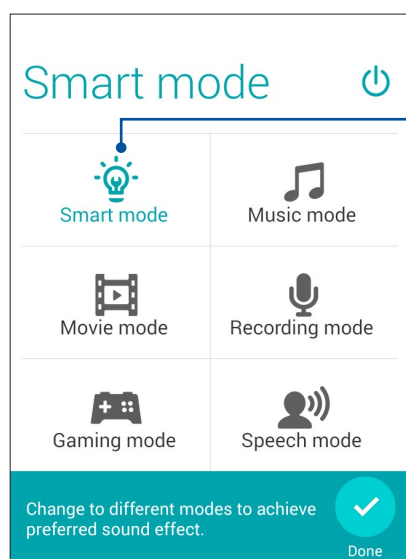 Smart mode
Smart mode
Music mode
Movie mode
Recording mode
Gaming mode
Speech mode
Change to different modes to achieve
preferred sound effect.
Done